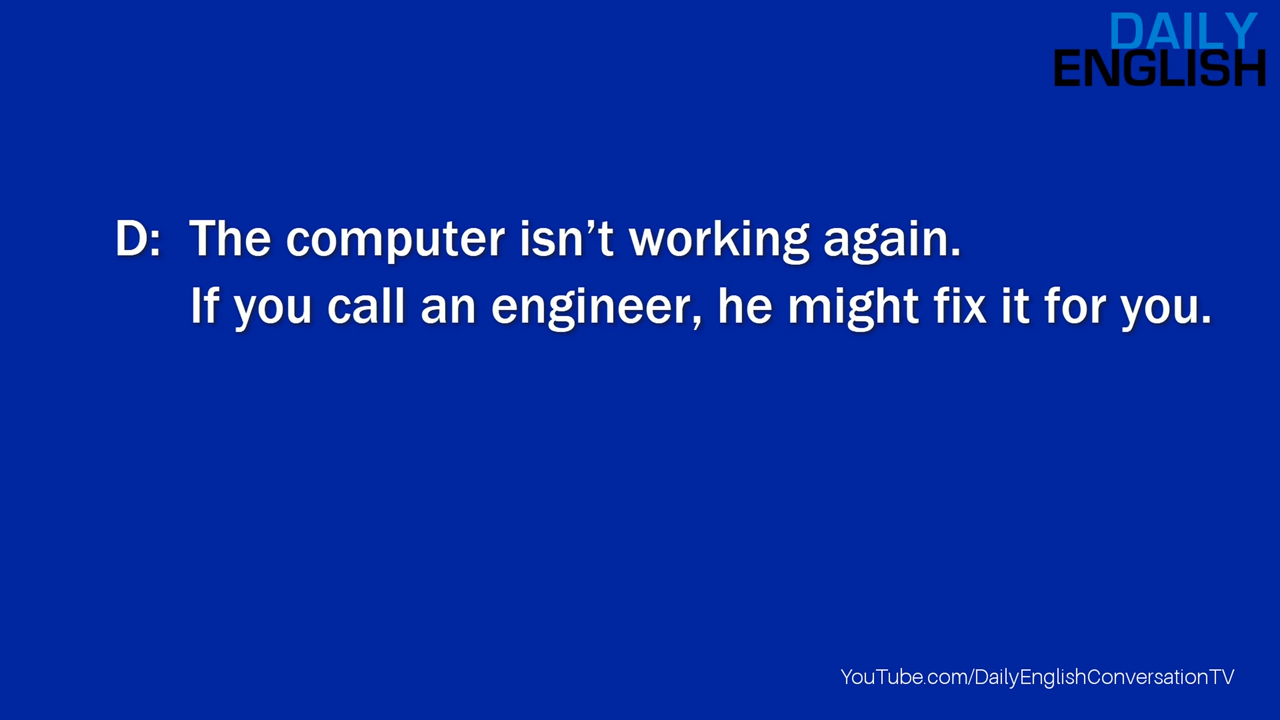 DAILY
ENGLISH
D: The computer isn’t working again.
If you call an engineer, he might fix it for you.
YouTube.com/DailyEnglishConversationTV